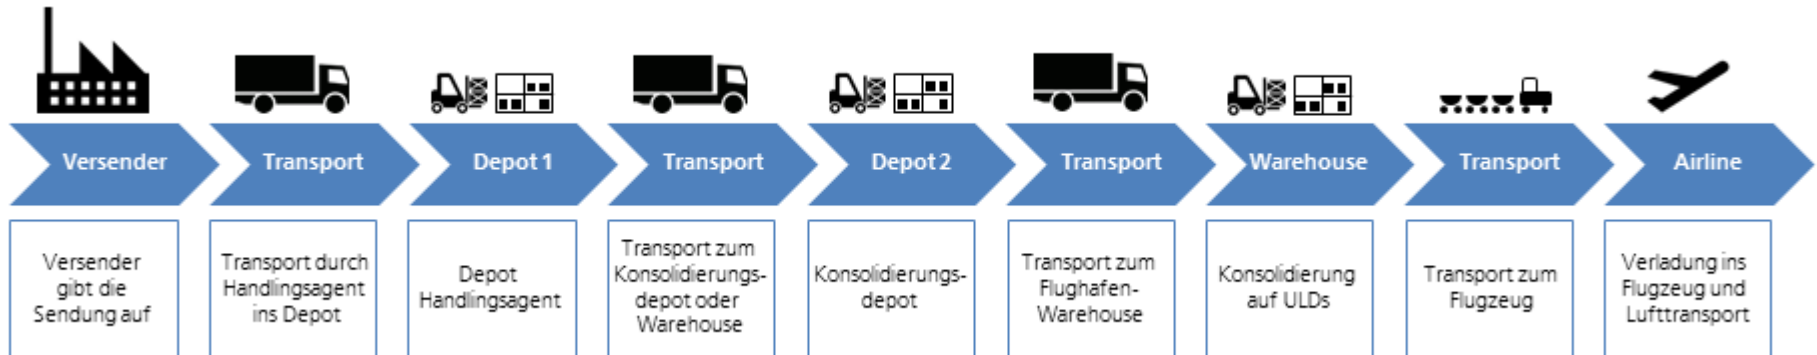 Versender
Transport
Depot 1
Transport
Depot 2
Transport
Warehouse
Transport
Airline
Versender
gibt die
Sendung auf
Transport durch
Handlingsagent
ins Depot
Depot
Handlingsagent
Transport zum
Konsolidierungs-
depot oder
Warehouse
Konsolidierungs-
depot
Transport zum
Flughafen-
Warehouse
Konsolidierung
auf ULDs
Transport zum
Flugzeug
Verladung ins
Flugzeug und
Lufttransport